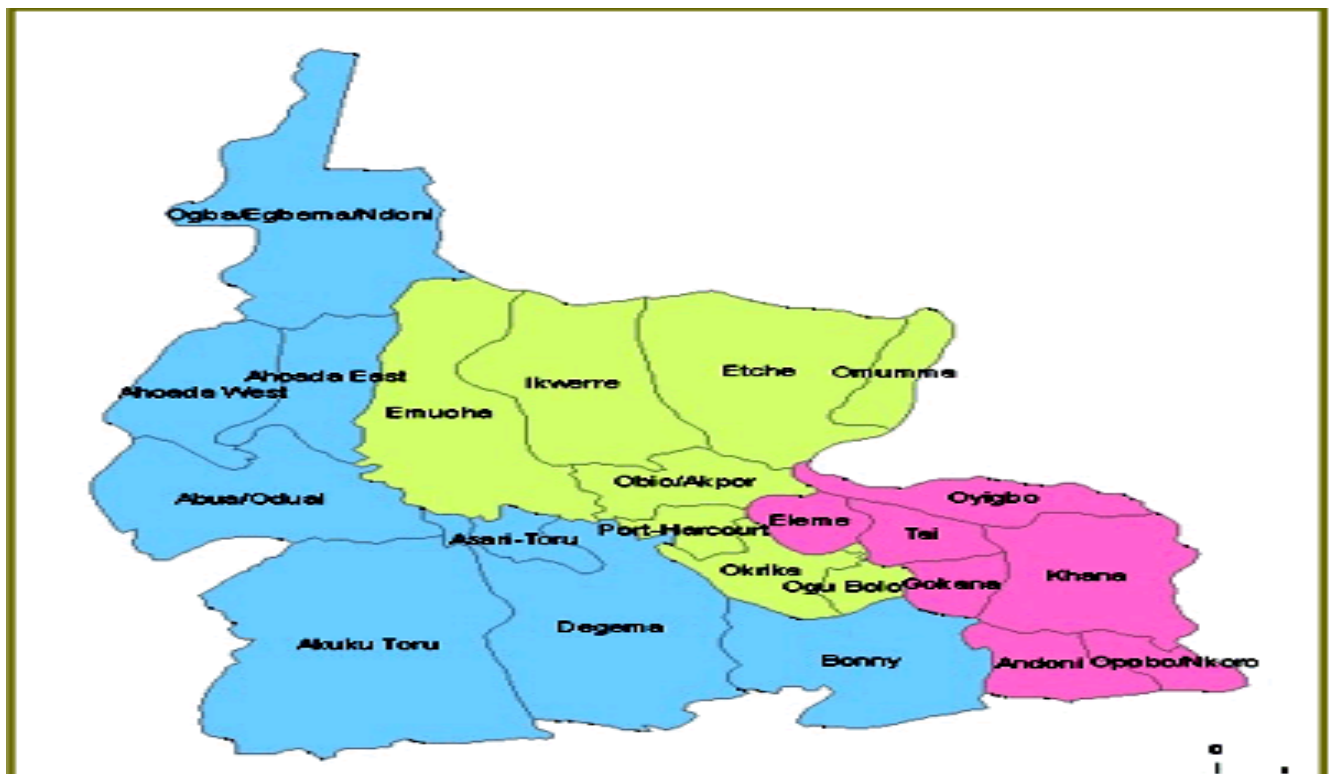 Ogba/Egbema/Ndoni
Ahoada East
Ahoada West
Emuoha
Ikwerre
Etche
Omumma
Obio/Akpor
Abua/Odual
Oyigbo
Asari-Toru
Port-Harcourt
Eleme
Tai
Okrika
Ogu Bolo
Gokana
Khana
Akuku Toru
Degema
Bonny
Andoni
Opobo/Nkoro
0